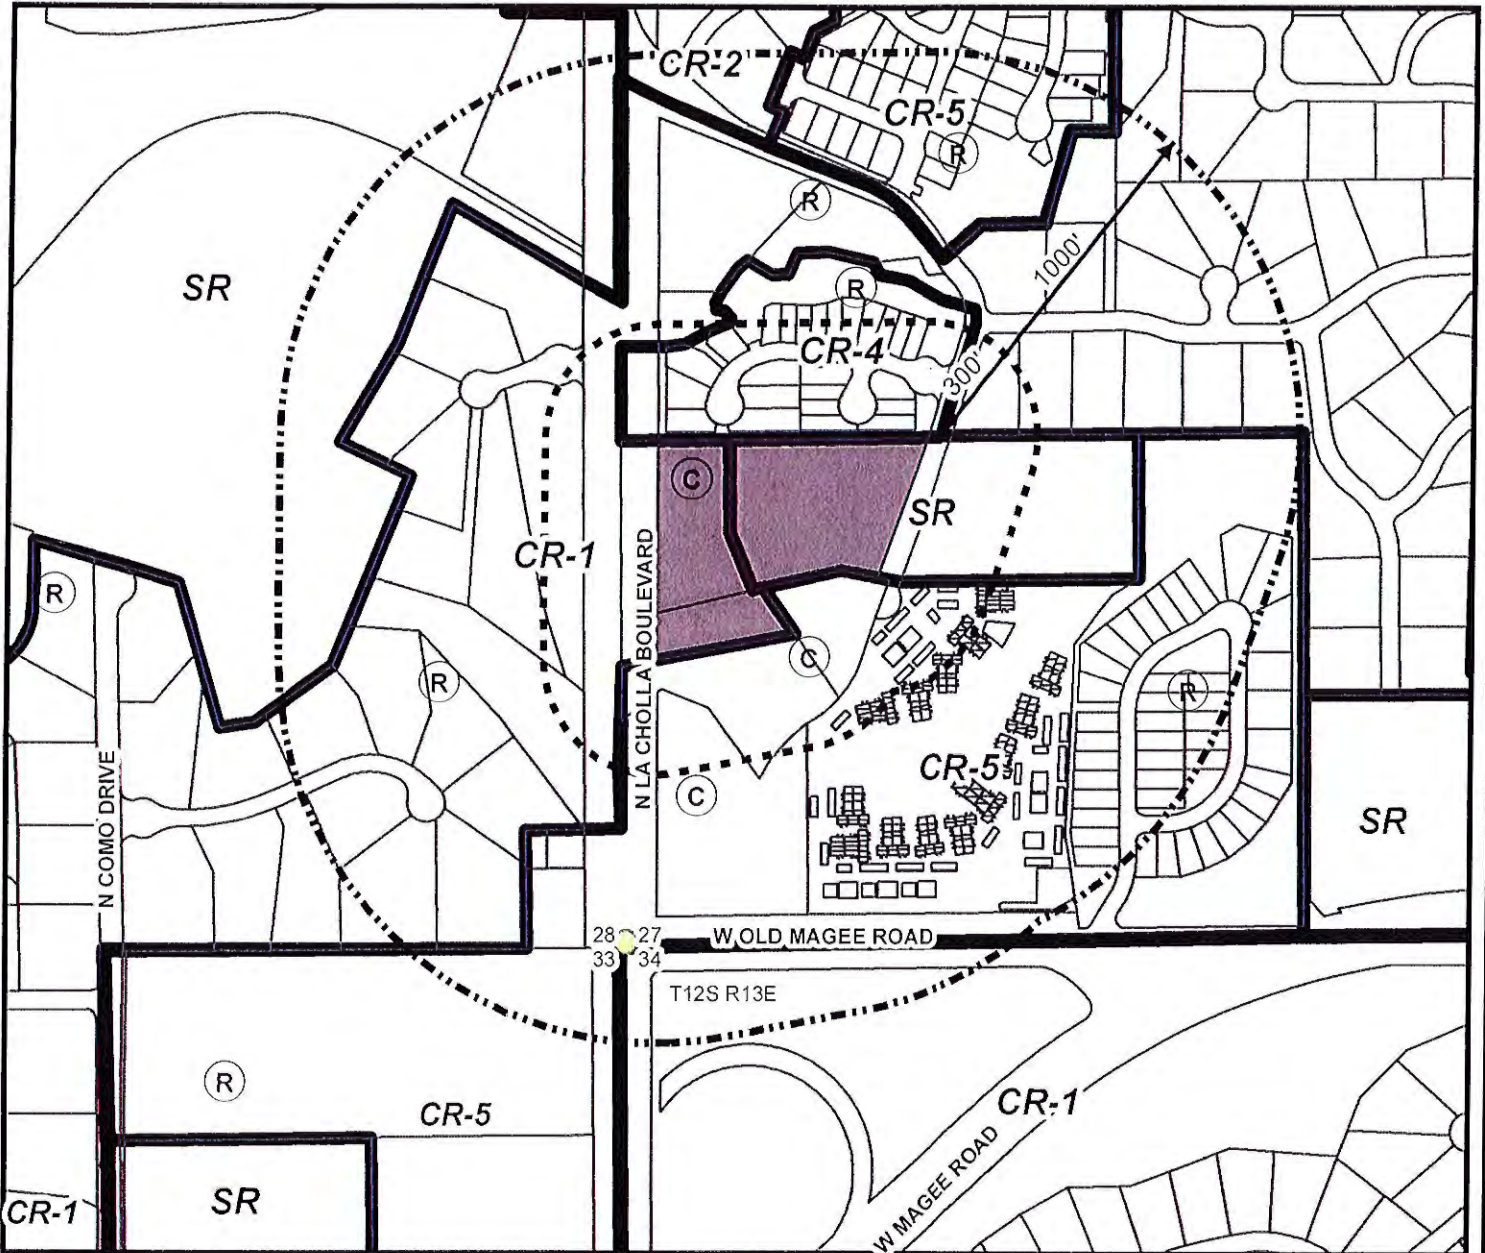 CR-2
CR-5
R
R
1000'
SR
R
CR-4
300'
C
SR
CR-1
N LA CHOLLA BOULEVARD
R
C
R
R
CR-5
C
SR
N COMO DRIVE
28 27
33 34
W OLD MAGEE ROAD
T12S R13E
R
CR-5
CR-1
W MAGEE ROAD
SR
CR-1